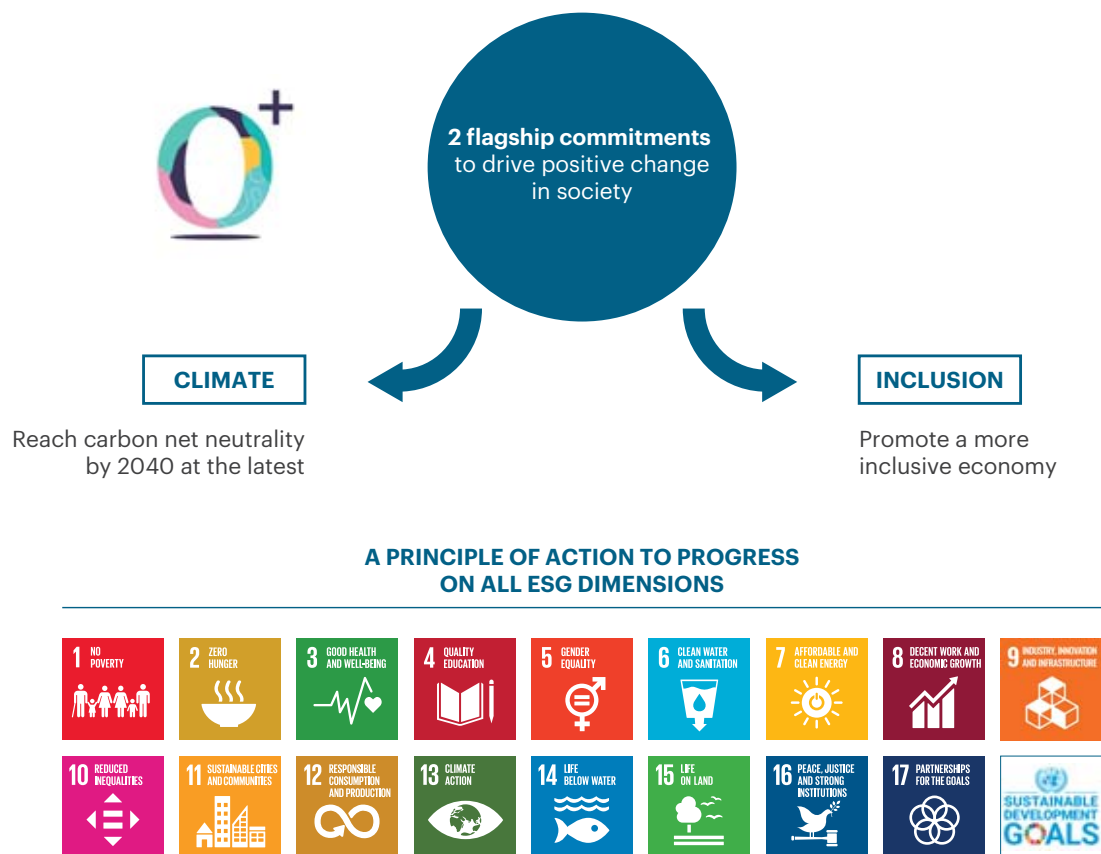 O+
2 flagship commitments
to drive positive change
in society
CLIMATE
INCLUSION
Reach carbon net neutrality
by 2040 at the latest
Promote a more
inclusive economy
A PRINCIPLE OF ACTION TO PROGRESS
ON ALL ESG DIMENSIONS
1 NO
POVERTY
2 ZERO
HUNGER
3 GOOD HEALTH
AND WELL-BEING
4 QUALITY
EDUCATION
5 GENDER
EQUALITY
6 CLEAN WATER
AND SANITATION
7 AFFORDABLE AND
CLEAN ENERGY
8 DECENT WORK AND
ECONOMIC GROWTH
9 INDUSTRY, INNOVATION
AND INFRASTRUCTURE
10 REDUCED
INEQUALITIES
11 SUSTAINABLE CITIES
AND COMMUNITIES
12 RESPONSIBLE
CONSUMPTION
AND PRODUCTION
13 CLIMATE
ACTION
14 LIFE
BELOW WATER
15 LIFE
ON LAND
16 PEACE, JUSTICE
AND STRONG
INSTITUTIONS
17 PARTNERSHIPS
FOR THE GOALS
SUSTAINABLE
DEVELOPMENT
GOALS